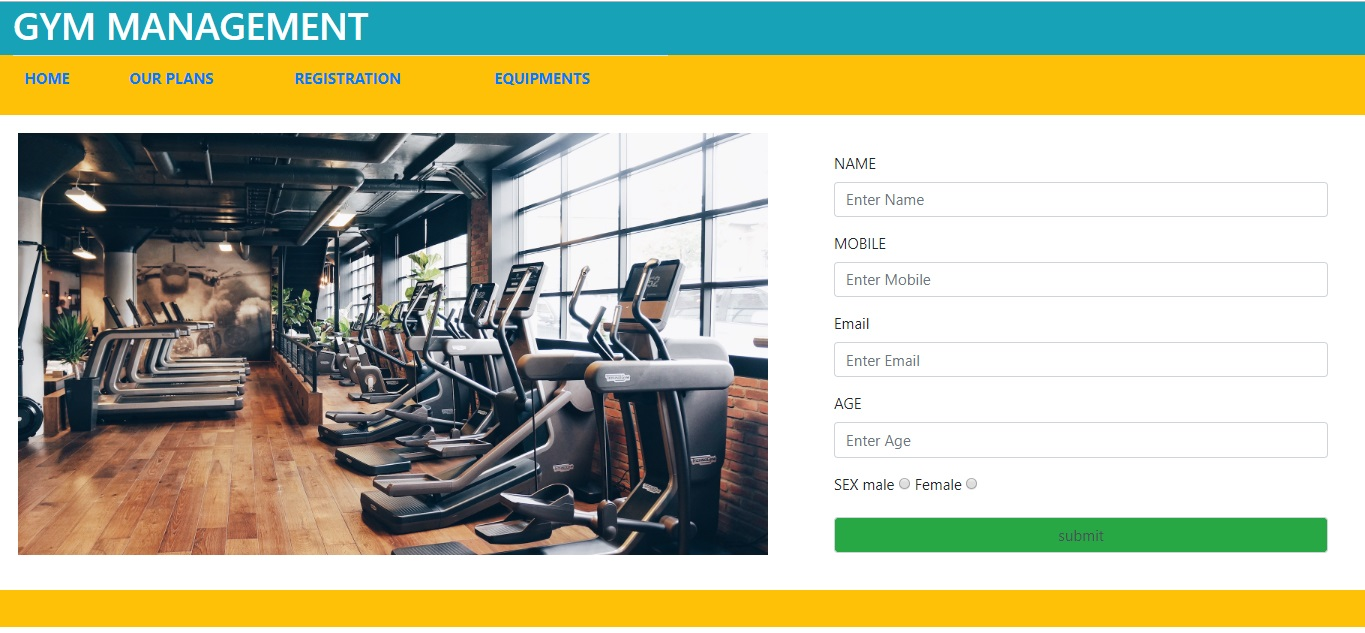 GYM MANAGEMENT
HOME OUR PLANS REGISTRATION EQUIPMENTS
NAME
Enter Name
MOBILE
Enter Mobile
Email
Enter Email
AGE
Enter Age
SEX male Female
submit